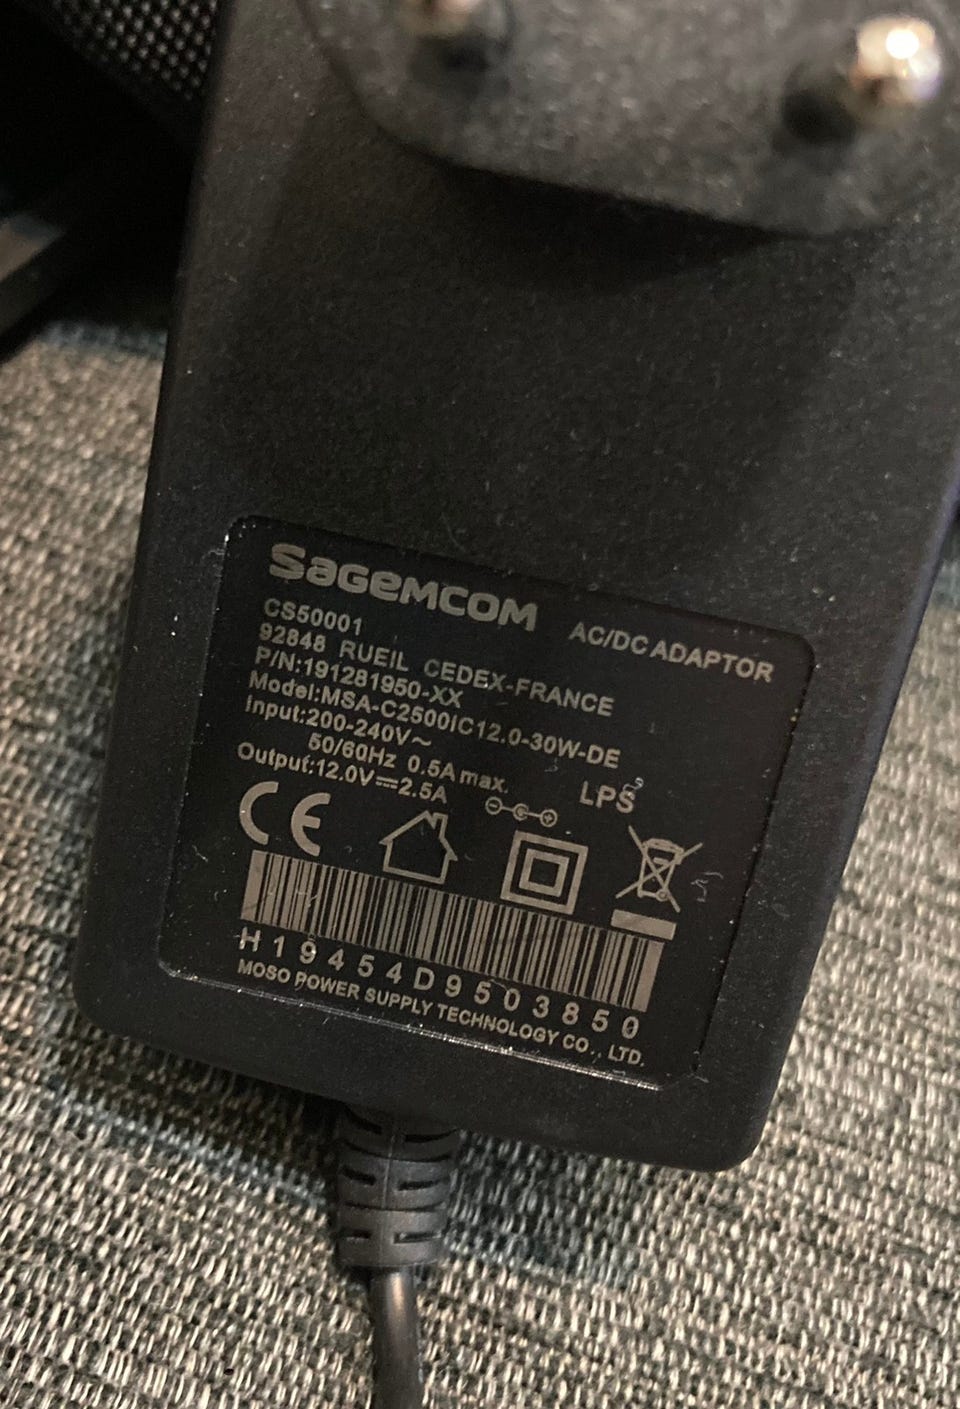 SAGEMCOM AC/DC ADAPTOR
CS50001
92848 RUEIL CEDEX-FRANCE
P/N:191281950-XX
Model:MSA-C2500IC12.0-30W-DE
Input:200-240V~
50/60Hz 0.5A max.
Output:12.0V⎓2.5A
LPS
CE
H19454D9503850
MOSO POWER SUPPLY TECHNOLOGY CO., LTD.